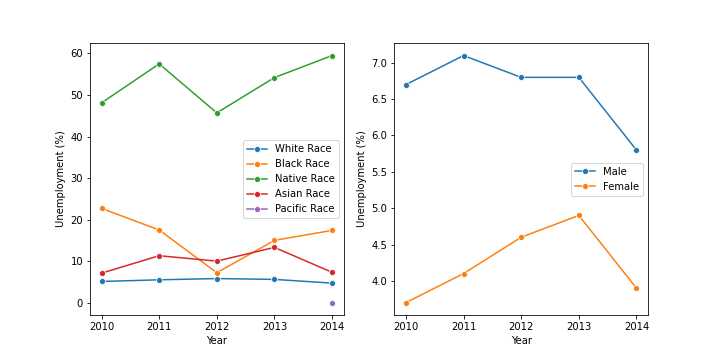 60
50
40
30
20
10
0
Unemployment (%)
White Race
Black Race
Native Race
Asian Race
Pacific Race
2010 2011 2012 2013 2014
Year
7.0
6.5
6.0
5.5
5.0
4.5
4.0
Unemployment (%)
Male
Female
2010 2011 2012 2013 2014
Year